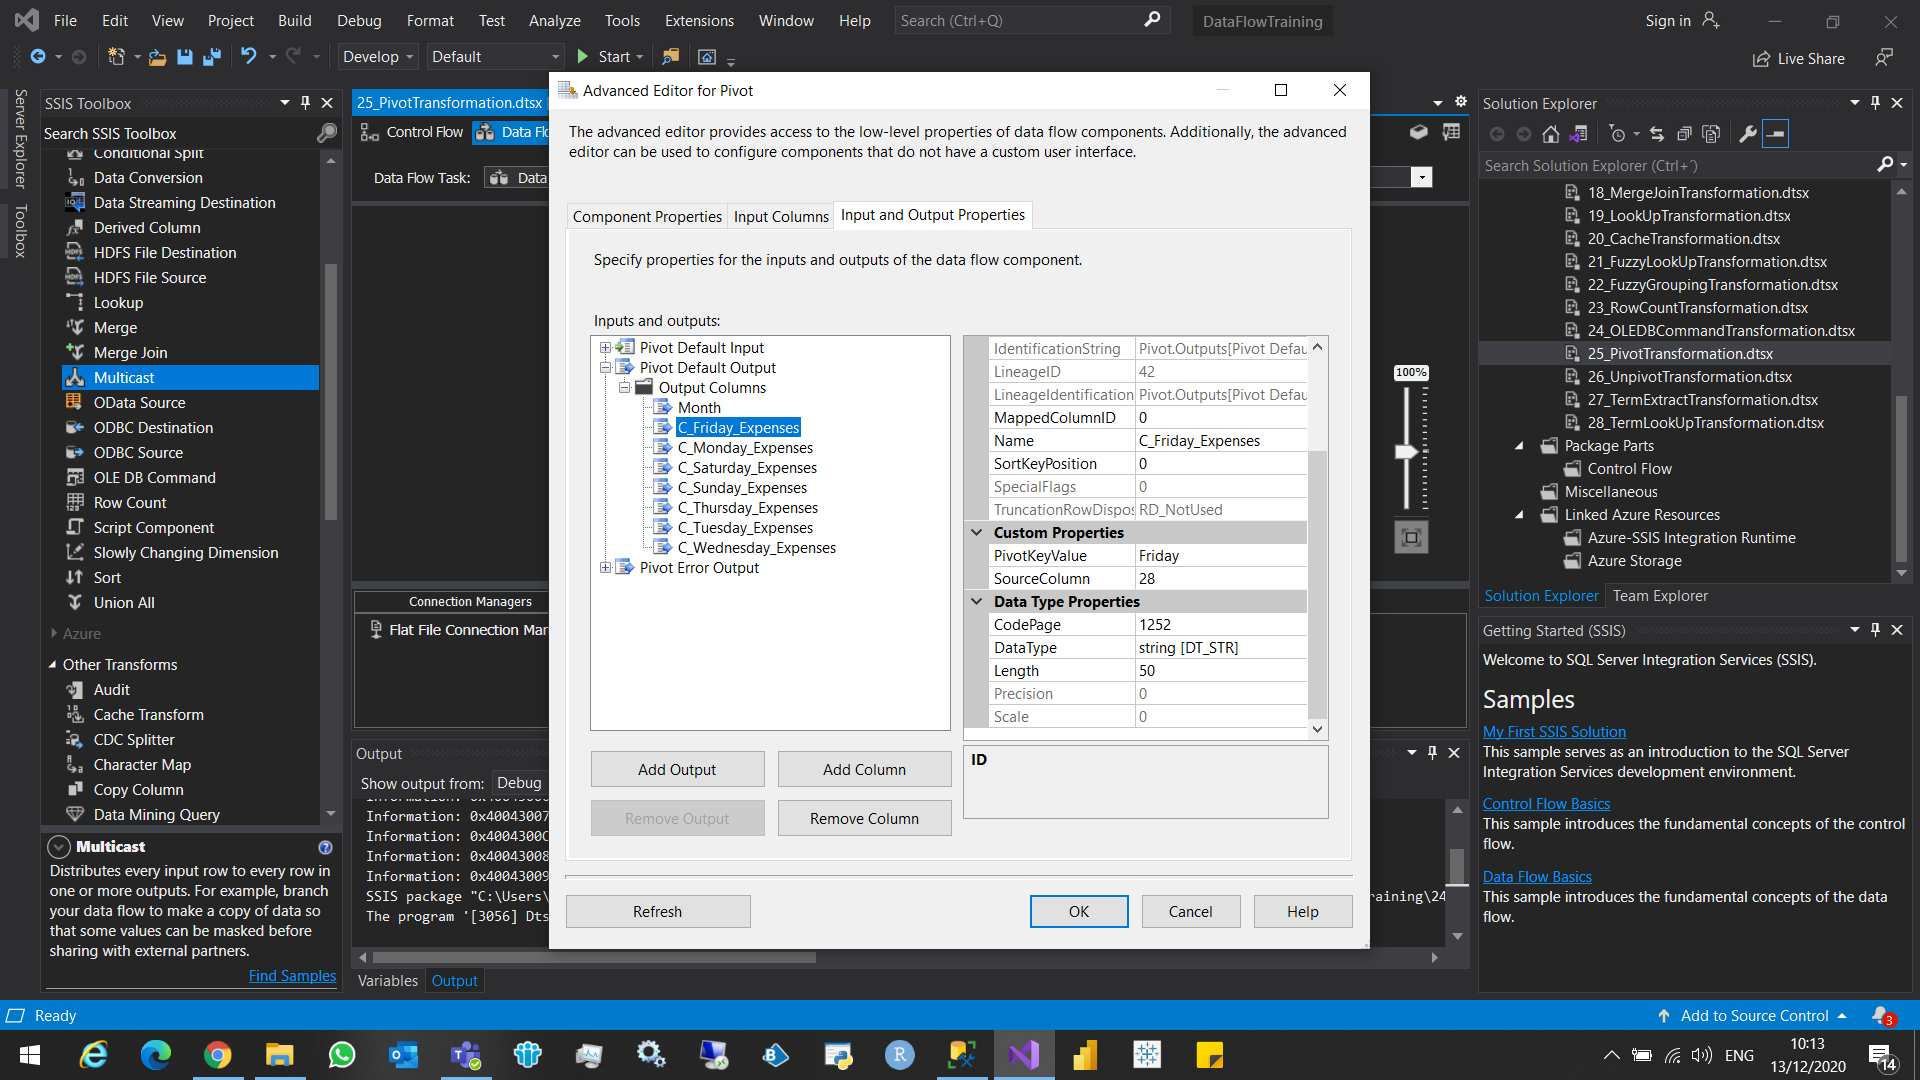 File Edit View Project Build Debug Format Test Analyze Tools Extensions Window Help Search (Ctrl+Q) DataFlowTraining Sign in
Develop Default Start Live Share
Server Explorer
Toolbox
SSIS Toolbox
Search SSIS Toolbox
Conditional Split
Data Conversion
Data Streaming Destination
Derived Column
HDFS File Destination
HDFS File Source
Lookup
Merge
Merge Join
Multicast
OData Source
ODBC Destination
ODBC Source
OLE DB Command
Row Count
Script Component
Slowly Changing Dimension
Sort
Union All
Azure
Other Transforms
Audit
Cache Transform
CDC Splitter
Character Map
Copy Column
Data Mining Query
Multicast
Distributes every input row to every row in
one or more outputs. For example, branch
your data flow to make a copy of data so
that some values can be masked before
sharing with external partners.
Find Samples
25_PivotTransformation.dtsx
Control Flow Data Fl
Data Flow Task: Data
100%
Connection Managers
Flat File Connection Mar
Output
Show output from: Debug
Information: 0x40043007
Information: 0x4004300C
Information: 0x40043008
Information: 0x40043009
SSIS package "C:\Users\ raining\24
The program '[3056] Dts
Variables Output
Advanced Editor for Pivot
The advanced editor provides access to the low-level properties of data flow components. Additionally, the advanced
editor can be used to configure components that do not have a custom user interface.
Component Properties Input Columns Input and Output Properties
Specify properties for the inputs and outputs of the data flow component.
Inputs and outputs:
Pivot Default Input
Pivot Default Output
Output Columns
Month
C_Friday_Expenses
C_Monday_Expenses
C_Saturday_Expenses
C_Sunday_Expenses
C_Thursday_Expenses
C_Tuesday_Expenses
C_Wednesday_Expenses
Pivot Error Output
IdentificationString Pivot.Outputs[Pivot Defau
LineageID 42
LineageIdentification Pivot.Outputs[Pivot Defau
MappedColumnID 0
Name C_Friday_Expenses
SortKeyPosition 0
SpecialFlags 0
TruncationRowDispos RD_NotUsed
Custom Properties
PivotKeyValue Friday
SourceColumn 28
Data Type Properties
CodePage 1252
DataType string [DT_STR]
Length 50
Precision 0
Scale 0
ID
Add Output Add Column
Remove Output Remove Column
Refresh OK Cancel Help
Solution Explorer
Search Solution Explorer (Ctrl+´)
18_MergeJoinTransformation.dtsx
19_LookUpTransformation.dtsx
20_CacheTransformation.dtsx
21_FuzzyLookUpTransformation.dtsx
22_FuzzyGroupingTransformation.dtsx
23_RowCountTransformation.dtsx
24_OLEDBCommandTransformation.dtsx
25_PivotTransformation.dtsx
26_UnpivotTransformation.dtsx
27_TermExtractTransformation.dtsx
28_TermLookUpTransformation.dtsx
Package Parts
Control Flow
Miscellaneous
Linked Azure Resources
Azure-SSIS Integration Runtime
Azure Storage
Solution Explorer Team Explorer
Getting Started (SSIS)
Welcome to SQL Server Integration Services (SSIS).
Samples
My First SSIS Solution
This sample serves as an introduction to the SQL Server
Integration Services development environment.
Control Flow Basics
This sample introduces the fundamental concepts of the control
flow.
Data Flow Basics
This sample introduces the fundamental concepts of the data
flow.
Ready Add to Source Control 3
ENG 10:13
13/12/2020 14